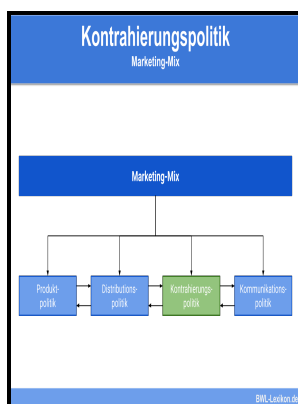 Kontrahierungspolitik
Marketing-Mix
Marketing-Mix
Produkt-
politik
Distributions-
politik
Kontrahierungs-
politik
Kommunikations-
politik
BWL-Lexikon.de